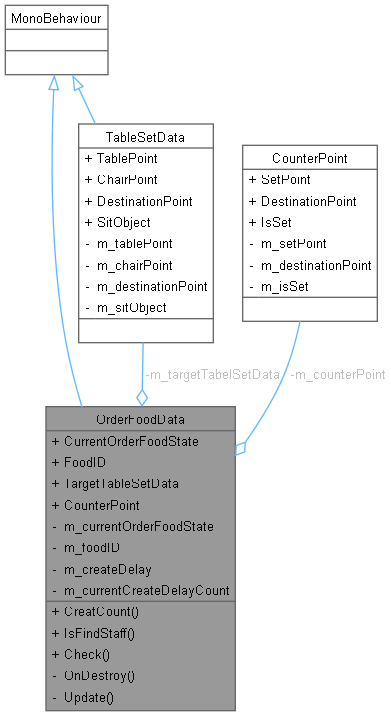 MonoBehaviour
TableSetData
+ TablePoint
+ ChairPoint
+ DestinationPoint
+ SitObject
- m_tablePoint
- m_chairPoint
- m_destinationPoint
- m_sitObject
CounterPoint
+ SetPoint
+ DestinationPoint
+ IsSet
- m_setPoint
- m_destinationPoint
- m_isSet
-m_targetTabelSetData
-m_counterPoint
OrderFoodData
+ CurrentOrderFoodState
+ FoodID
+ TargetTableSetData
+ CounterPoint
- m_currentOrderFoodState
- m_foodID
- m_createDelay
- m_currentCreateDelayCount
+ CreatCount()
+ IsFindStaff()
+ Check()
- OnDestroy()
- Update()